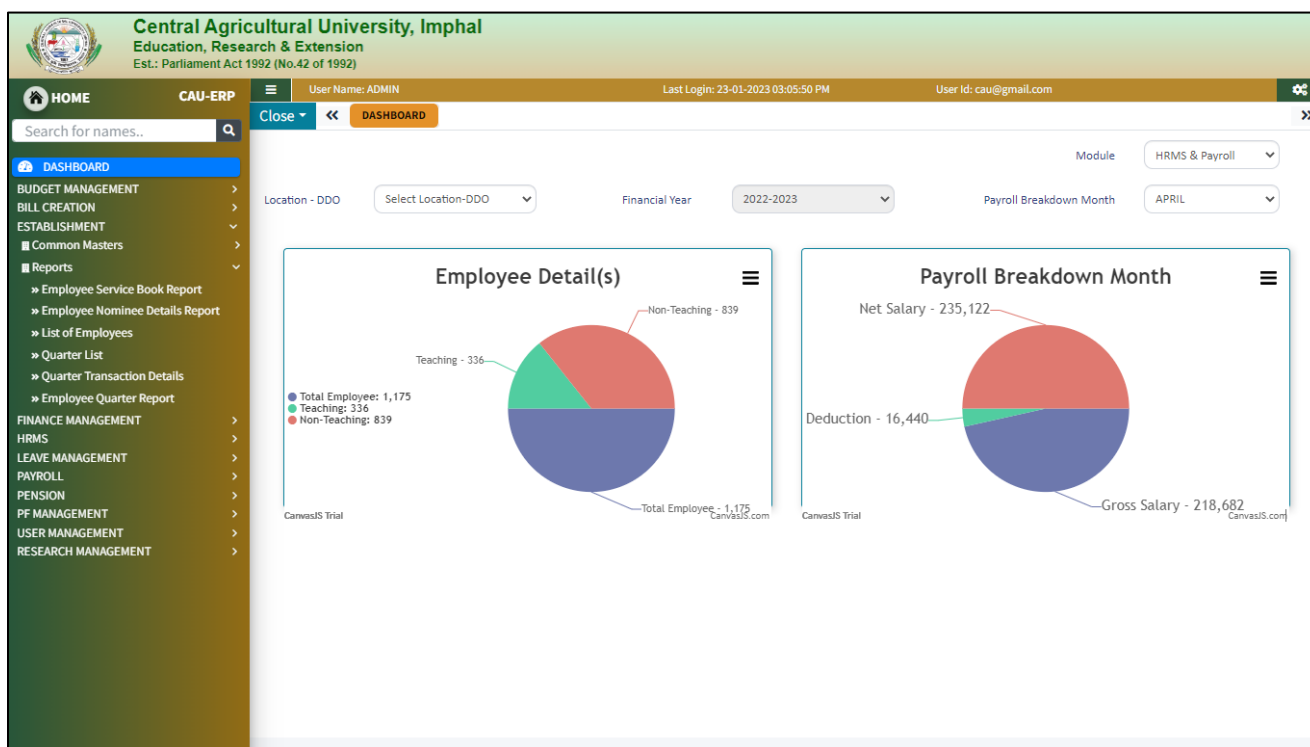 Central Agricultural University, Imphal
Education, Research & Extension
Est.: Parliament Act 1992 (No.42 of 1992)
HOME CAU-ERP
User Name: ADMIN Last Login: 23-01-2023 03:05:50 PM User Id: cau@gmail.com
Search for names..
Close DASHBOARD
DASHBOARD
BUDGET MANAGEMENT
BILL CREATION
ESTABLISHMENT
Common Masters
Reports
» Employee Service Book Report
» Employee Nominee Details Report
» List of Employees
» Quarter List
» Quarter Transaction Details
» Employee Quarter Report
FINANCE MANAGEMENT
HRMS
LEAVE MANAGEMENT
PAYROLL
PENSION
PF MANAGEMENT
USER MANAGEMENT
RESEARCH MANAGEMENT
Module HRMS & Payroll
Location - DDO Select Location-DDO Financial Year 2022-2023 Payroll Breakdown Month APRIL
Employee Detail(s)
Non-Teaching - 839
Teaching - 336
Total Employee: 1,175
Teaching: 336
Non-Teaching: 839
Total Employee - 1,175
CanvasJS Trial CanvasJS.com
Payroll Breakdown Month
Net Salary - 235,122
Deduction - 16,440
Gross Salary - 218,682
CanvasJS Trial CanvasJS.com